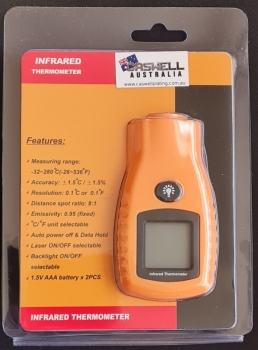 INFRARED
THERMOMETER
CASWELL
AUSTRALIA
www.caswellplating.com.au
Features:
Measuring range:
-32~280°C(-26~536°F)
Accuracy: ±1.5°C / ±1.5%
Resolution: 0.1°C or 0.1°F
Distance spot ratio: 8:1
Emissivity: 0.95 (fixed)
°C/°F unit selectable
Auto power off & Data Hold
Laser ON/OFF selectable
Backlight ON/OFF
selectable
1.5V AAA battery x 2PCS
Infrared Thermometer
INFRARED THERMOMETER